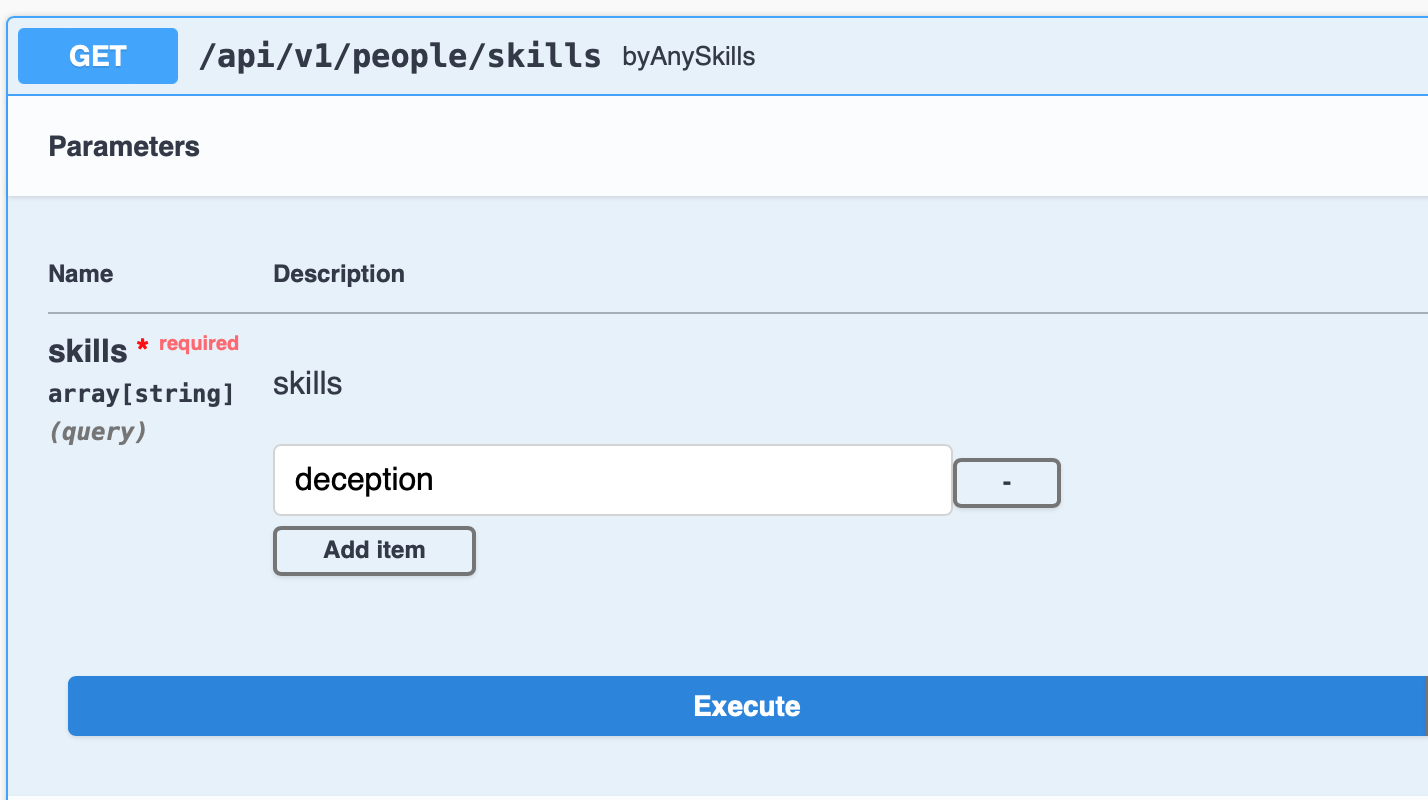 GET /api/v1/people/skills byAnySkills
Parameters
Name Description
skills * required
array[string]
(query)
skills
deception -
Add item
Execute